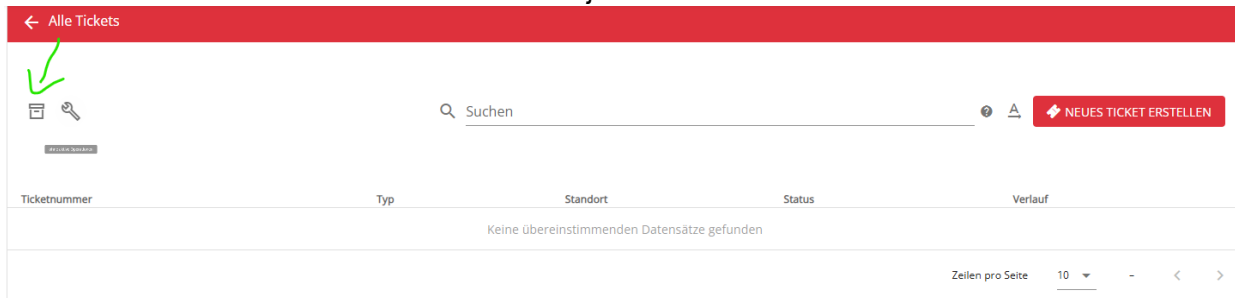 Alle Tickets
Suchen
A
NEUES TICKET ERSTELLEN
Ticketnummer Typ Standort Status Verlauf
Keine übereinstimmenden Datensätze gefunden
Zeilen pro Seite 10 –